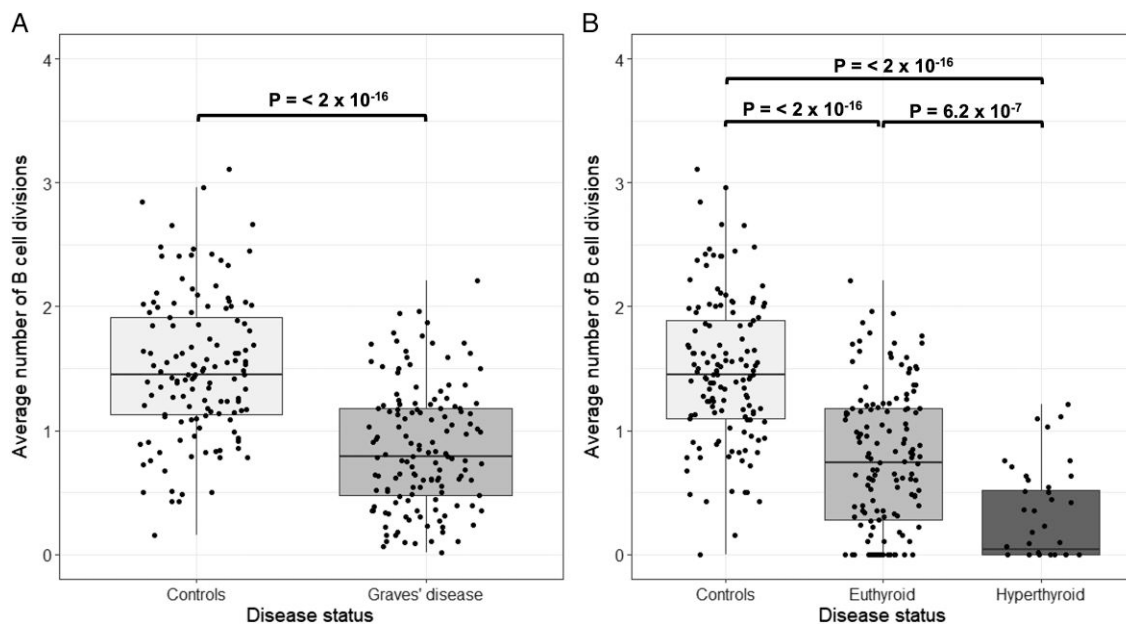 A
4
P = < 2 x 10⁻¹⁶
3
2
1
0
Average number of B cell divisions
Controls
Graves' disease
Disease status
B
4
P = < 2 x 10⁻¹⁶
P = < 2 x 10⁻¹⁶
P = 6.2 x 10⁻⁷
3
2
1
0
Average number of B cell divisions
Controls
Euthyroid
Hyperthyroid
Disease status